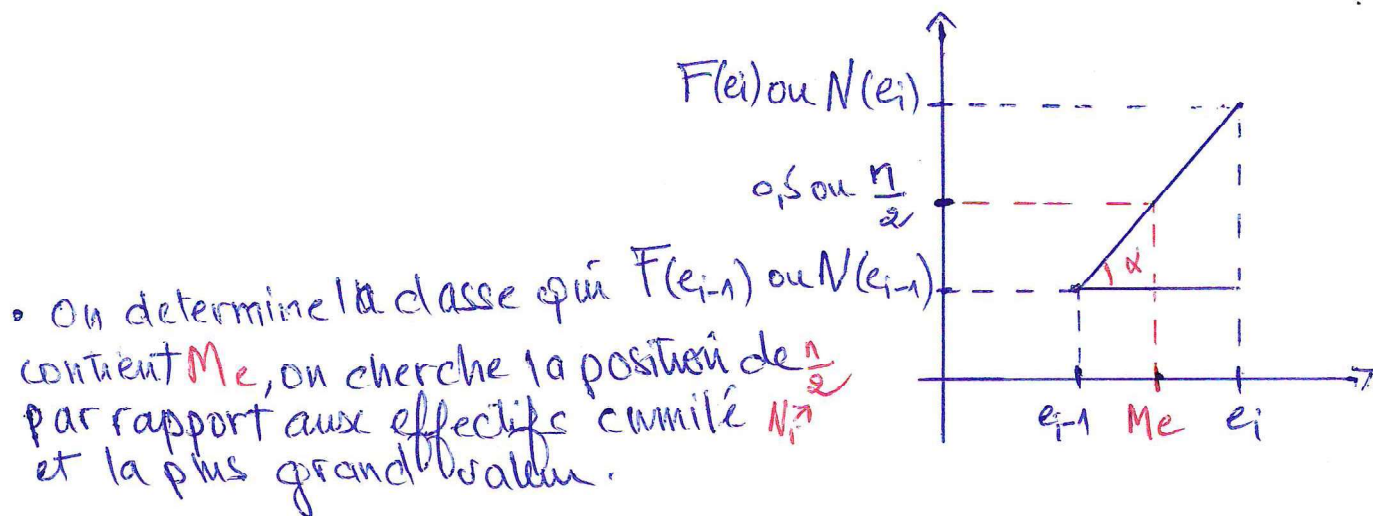 F(ei) ou N(ei)
0,5 ou n/2
F(ei-1) ou N(ei-1)
α
ei-1 Me ei
• On determine la classe qui
contient Me, on cherche la position de n/2
par rapport aux effectifs cumilé Ni↗
et la plus grand valeur.